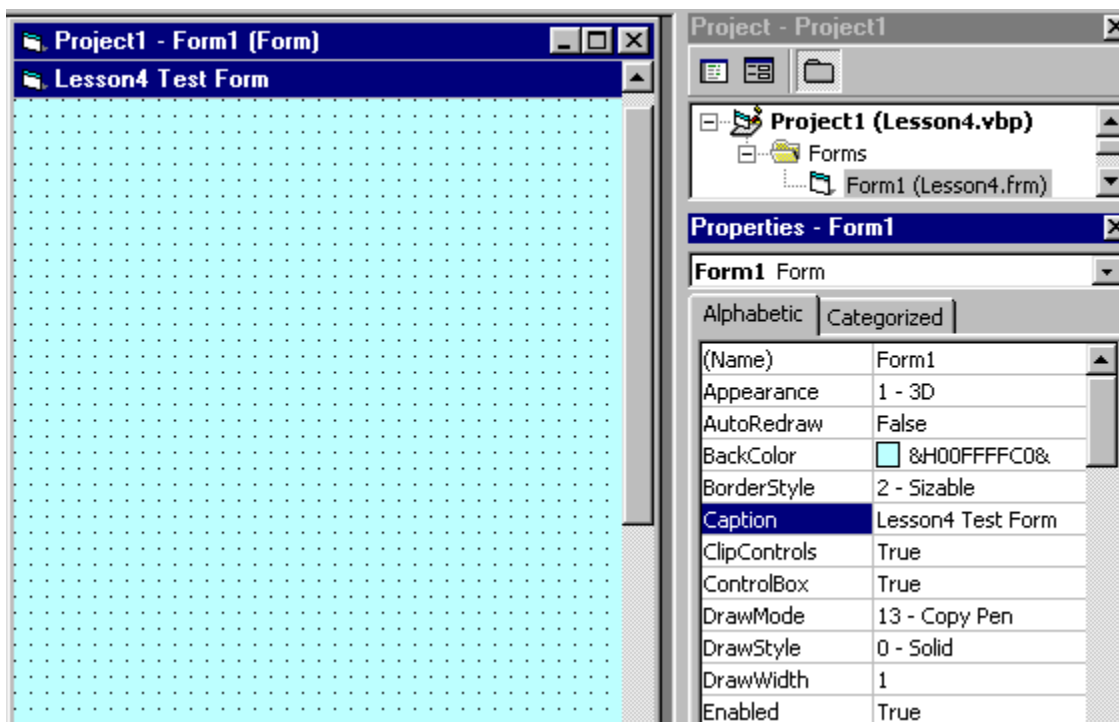 Project1 - Form1 (Form)
Lesson4 Test Form
Project - Project1
Project1 (Lesson4.vbp)
Forms
Form1 (Lesson4.frm)
Properties - Form1
Form1 Form
Alphabetic Categorized
(Name) Form1
Appearance 1 - 3D
AutoRedraw False
BackColor &H00FFFFC0&
BorderStyle 2 - Sizable
Caption Lesson4 Test Form
ClipControls True
ControlBox True
DrawMode 13 - Copy Pen
DrawStyle 0 - Solid
DrawWidth 1
Enabled True